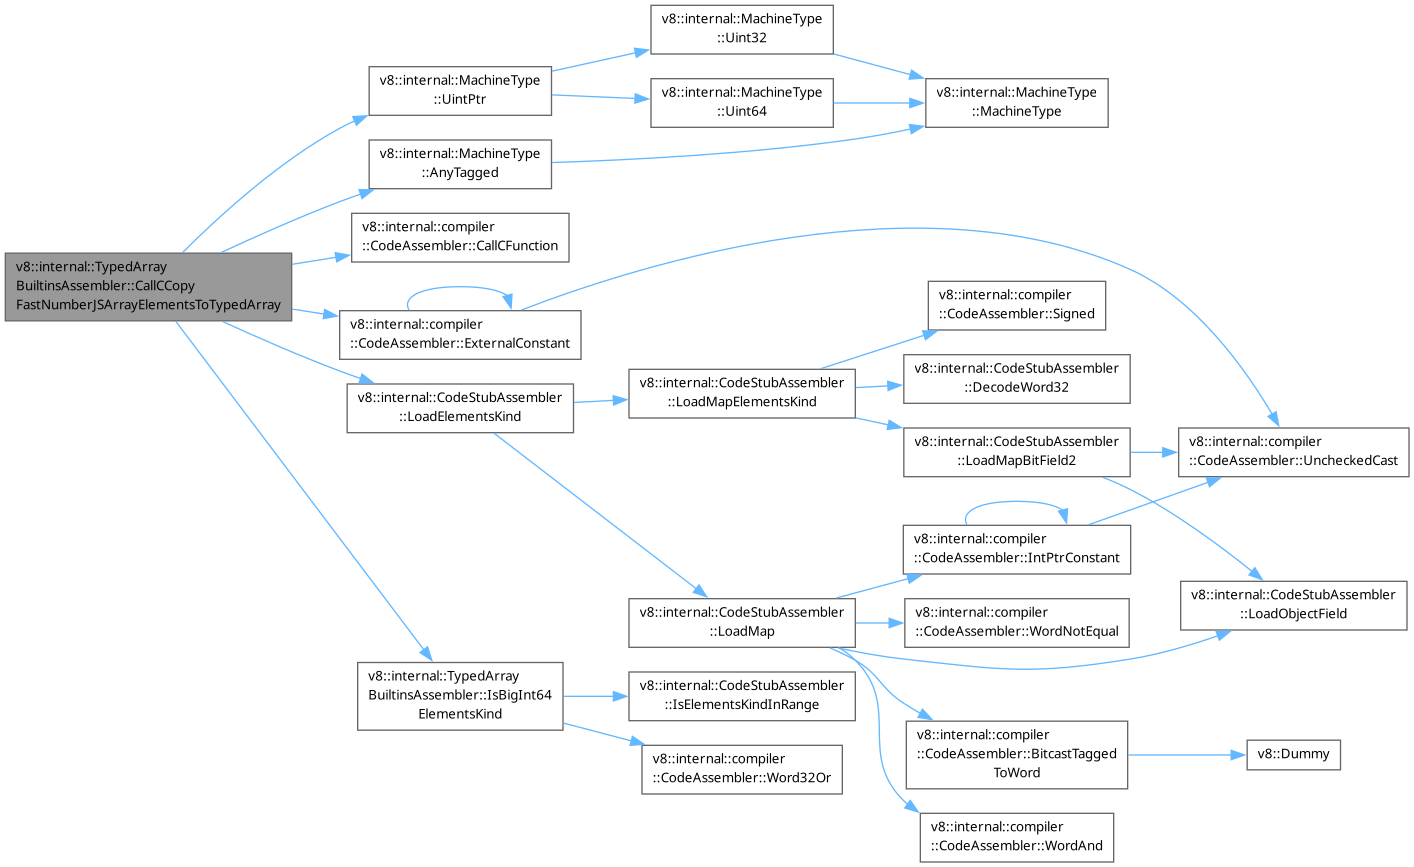 v8::internal::TypedArray
BuiltinsAssembler::CallCCopy
FastNumberJSArrayElementsToTypedArray
v8::internal::MachineType
::UintPtr
v8::internal::MachineType
::Uint32
v8::internal::MachineType
::Uint64
v8::internal::MachineType
::MachineType
v8::internal::MachineType
::AnyTagged
v8::internal::compiler
::CodeAssembler::CallCFunction
v8::internal::compiler
::CodeAssembler::ExternalConstant
v8::internal::CodeStubAssembler
::LoadElementsKind
v8::internal::CodeStubAssembler
::LoadMapElementsKind
v8::internal::compiler
::CodeAssembler::Signed
v8::internal::CodeStubAssembler
::DecodeWord32
v8::internal::CodeStubAssembler
::LoadMapBitField2
v8::internal::compiler
::CodeAssembler::UncheckedCast
v8::internal::compiler
::CodeAssembler::IntPtrConstant
v8::internal::CodeStubAssembler
::LoadObjectField
v8::internal::CodeStubAssembler
::LoadMap
v8::internal::compiler
::CodeAssembler::WordNotEqual
v8::internal::TypedArray
BuiltinsAssembler::IsBigInt64
ElementsKind
v8::internal::CodeStubAssembler
::IsElementsKindInRange
v8::internal::compiler
::CodeAssembler::Word32Or
v8::internal::compiler
::CodeAssembler::BitcastTagged
ToWord
v8::Dummy
v8::internal::compiler
::CodeAssembler::WordAnd